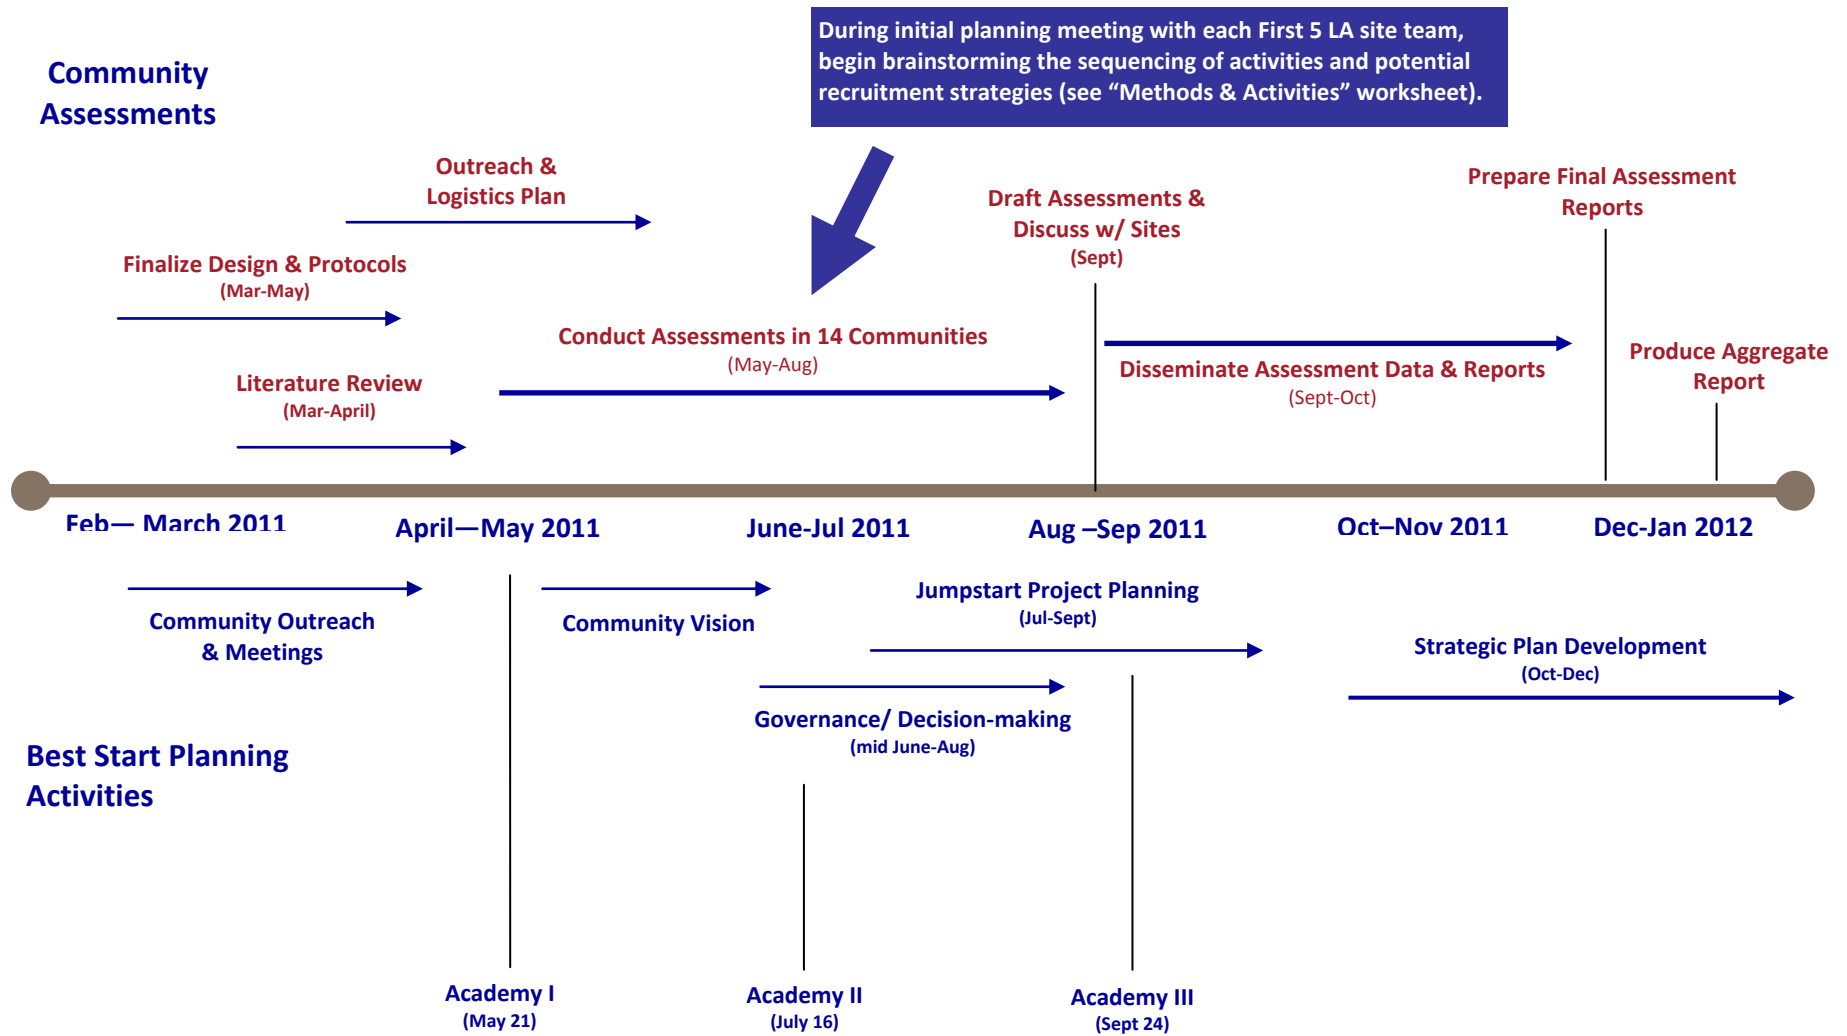 During initial planning meeting with each First 5 LA site team,
begin brainstorming the sequencing of activities and potential
recruitment strategies (see “Methods & Activities” worksheet).
Community
Assessments
Outreach &
Logistics Plan
Prepare Final Assessment
Reports
Draft Assessments &
Discuss w/ Sites
(Sept)
Finalize Design & Protocols
(Mar-May)
Conduct Assessments in 14 Communities
(May-Aug)
Produce Aggregate
Report
Disseminate Assessment Data & Reports
(Sept-Oct)
Literature Review
(Mar-April)
Feb— March 2011
April—May 2011
June-Jul 2011
Aug –Sep 2011
Oct–Nov 2011
Dec-Jan 2012
Community Outreach
& Meetings
Community Vision
Jumpstart Project Planning
(Jul-Sept)
Strategic Plan Development
(Oct-Dec)
Governance/ Decision-making
(mid June-Aug)
Best Start Planning
Activities
Academy I
(May 21)
Academy II
(July 16)
Academy III
(Sept 24)